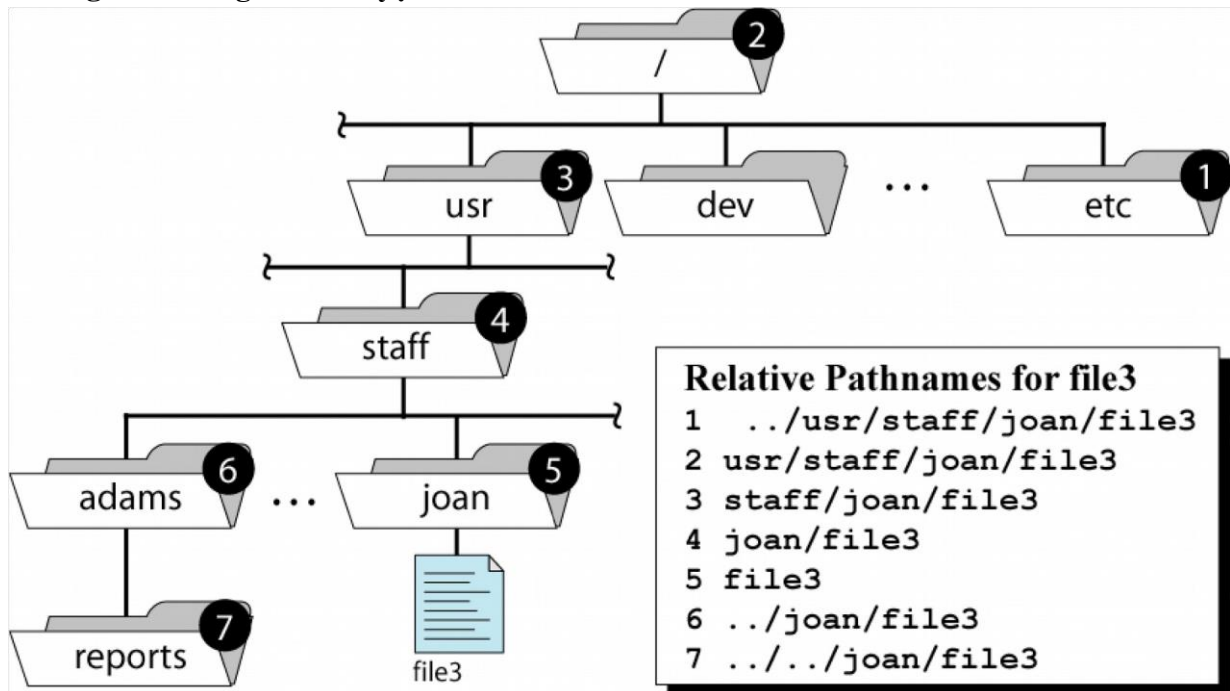 /
2
usr
3
dev
...
etc
1
staff
4
adams
6
...
joan
5
reports
7
file3
Relative Pathnames for file3
1 ../usr/staff/joan/file3
2 usr/staff/joan/file3
3 staff/joan/file3
4 joan/file3
5 file3
6 ../joan/file3
7 ../../joan/file3